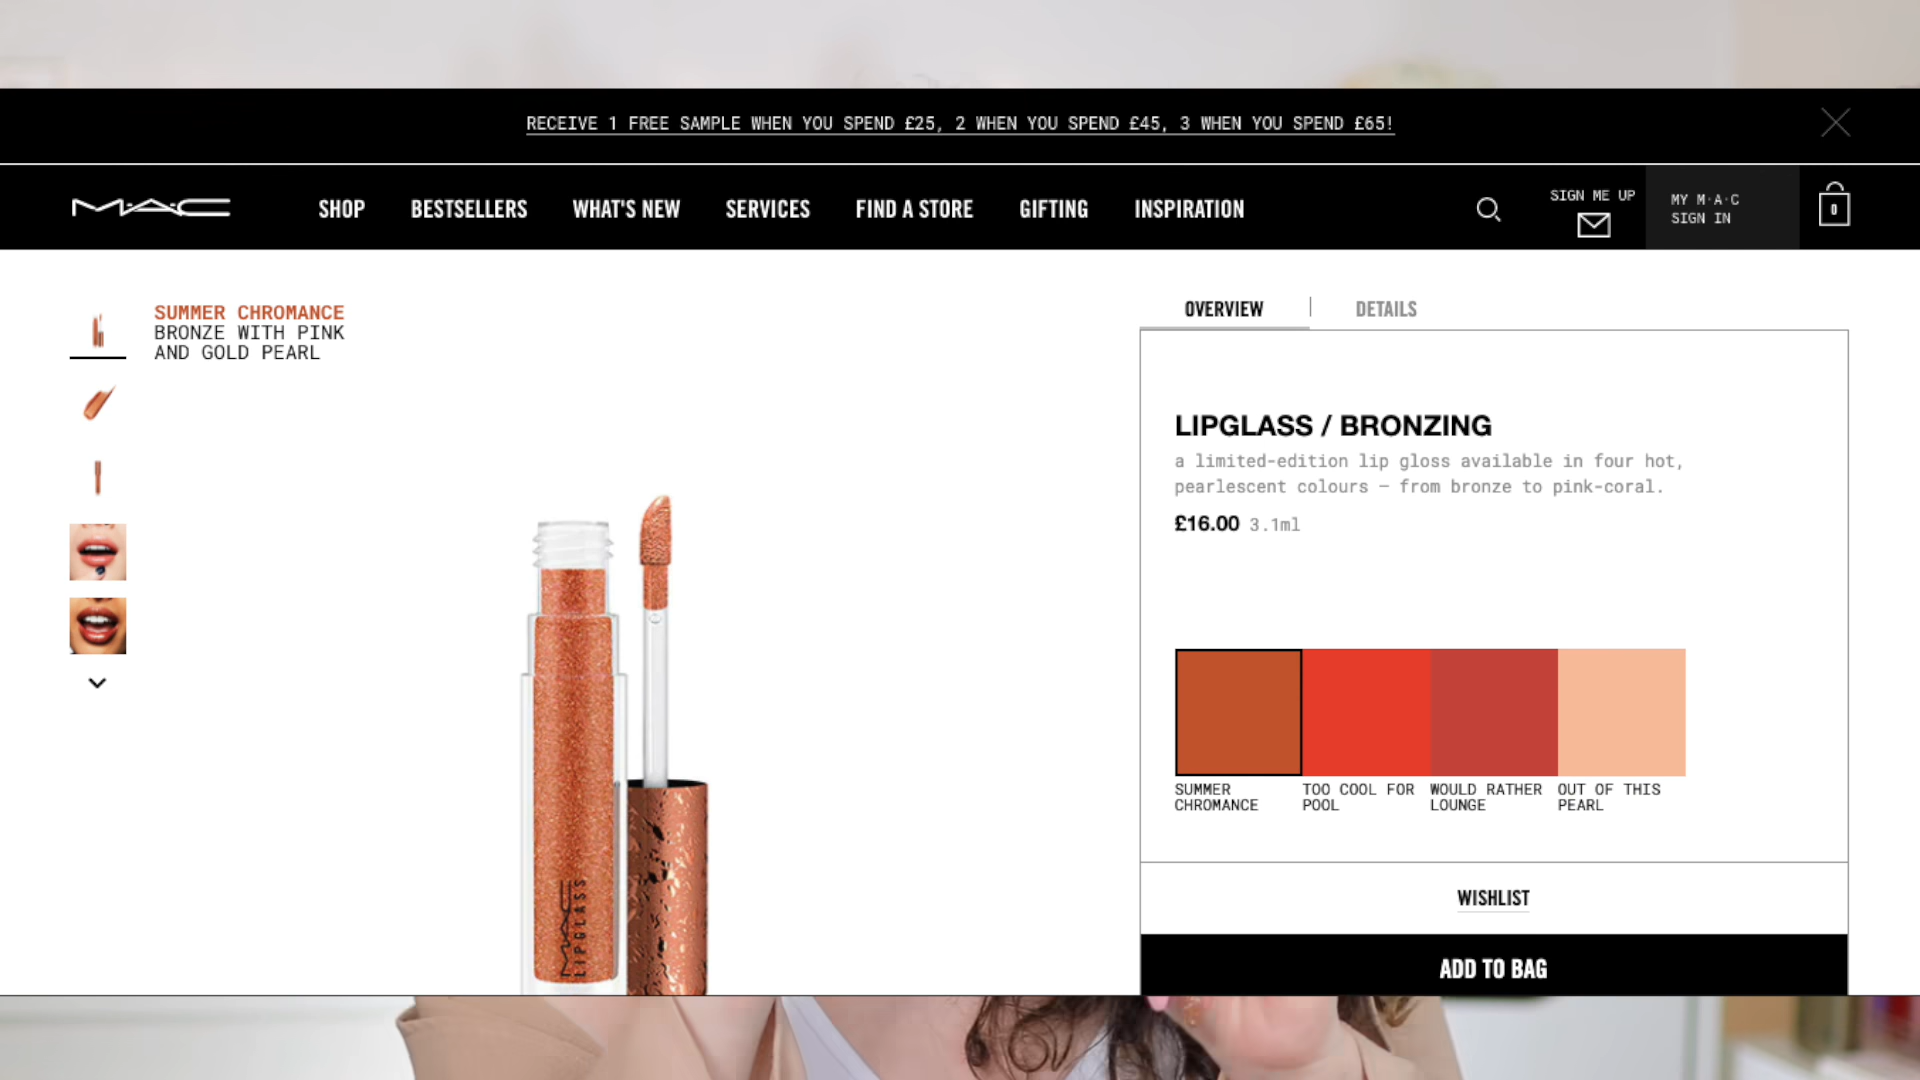 RECEIVE 1 FREE SAMPLE WHEN YOU SPEND £25, 2 WHEN YOU SPEND £45, 3 WHEN YOU SPEND £65!
MAC
SHOP
BESTSELLERS
WHAT'S NEW
SERVICES
FIND A STORE
GIFTING
INSPIRATION
SIGN ME UP
MY M·A·C
SIGN IN
0
SUMMER CHROMANCE
BRONZE WITH PINK
AND GOLD PEARL
MAC
LIPGLASS
OVERVIEW
DETAILS
LIPGLASS / BRONZING
a limited-edition lip gloss available in four hot,
pearlescent colours – from bronze to pink-coral.
£16.00 3.1ml
SUMMER
CHROMANCE
TOO COOL FOR
POOL
WOULD RATHER
LOUNGE
OUT OF THIS
PEARL
WISHLIST
ADD TO BAG